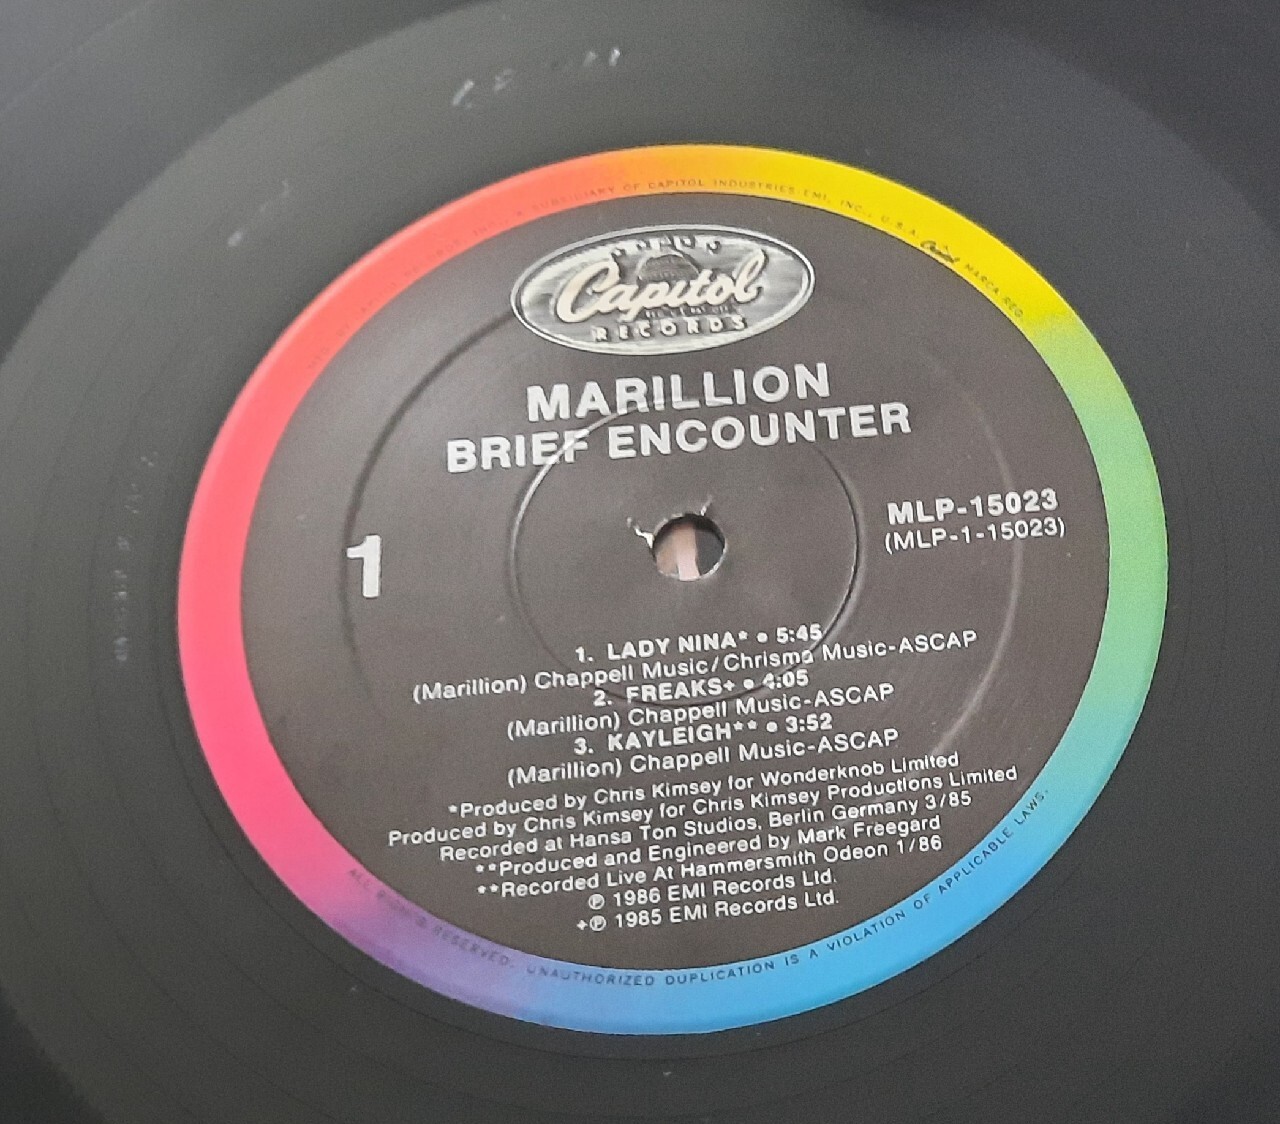 A SUBSIDIARY OF CAPITOL INDUSTRIES-EMI, INC., U.S.A. Capitol MARCA REG.
Capitol
RECORDS
MARILLION
BRIEF ENCOUNTER
MLP-15023
(MLP-1-15023)
1
1. LADY NINA* • 5:45
(Marillion) Chappell Music/Chrisma Music-ASCAP
2. FREAKS+ • 4:05
(Marillion) Chappell Music-ASCAP
3. KAYLEIGH** • 3:52
(Marillion) Chappell Music-ASCAP
*Produced by Chris Kimsey for Wonderknob Limited
Produced by Chris Kimsey for Chris Kimsey Productions Limited
Recorded at Hansa Ton Studios, Berlin Germany 3/85
**Produced and Engineered by Mark Freegard
**Recorded Live At Hammersmith Odeon 1/86
℗ 1986 EMI Records Ltd.
+℗ 1985 EMI Records Ltd.
ALL RIGHTS RESERVED. UNAUTHORIZED DUPLICATION IS A VIOLATION OF APPLICABLE LAWS.